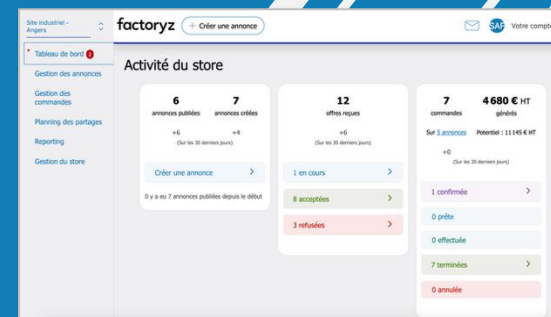 Site industriel -
Angers
factoryz
+ Créer une annonce
SAF
Votre compte
Tableau de bord 2
Gestion des annonces
Gestion des
commandes
Planning des partages
Reporting
Gestion du store
Activité du store
6
annonces publiées
+6
7
annonces créées
+4
(Sur les 30 derniers jours)
Créer une annonce >
Il y a eu 7 annonces publiées depuis le début
12
offres reçues
+6
(Sur les 30 derniers jours)
1 en cours >
8 acceptées >
3 refusées >
7
commandes
Sur 5 annonces
4 680 € HT
générés
Potentiel : 11 145 € HT
+0
(Sur les 30 derniers jours)
1 confirmée >
0 prête
0 effectuée
7 terminées >
0 annulée